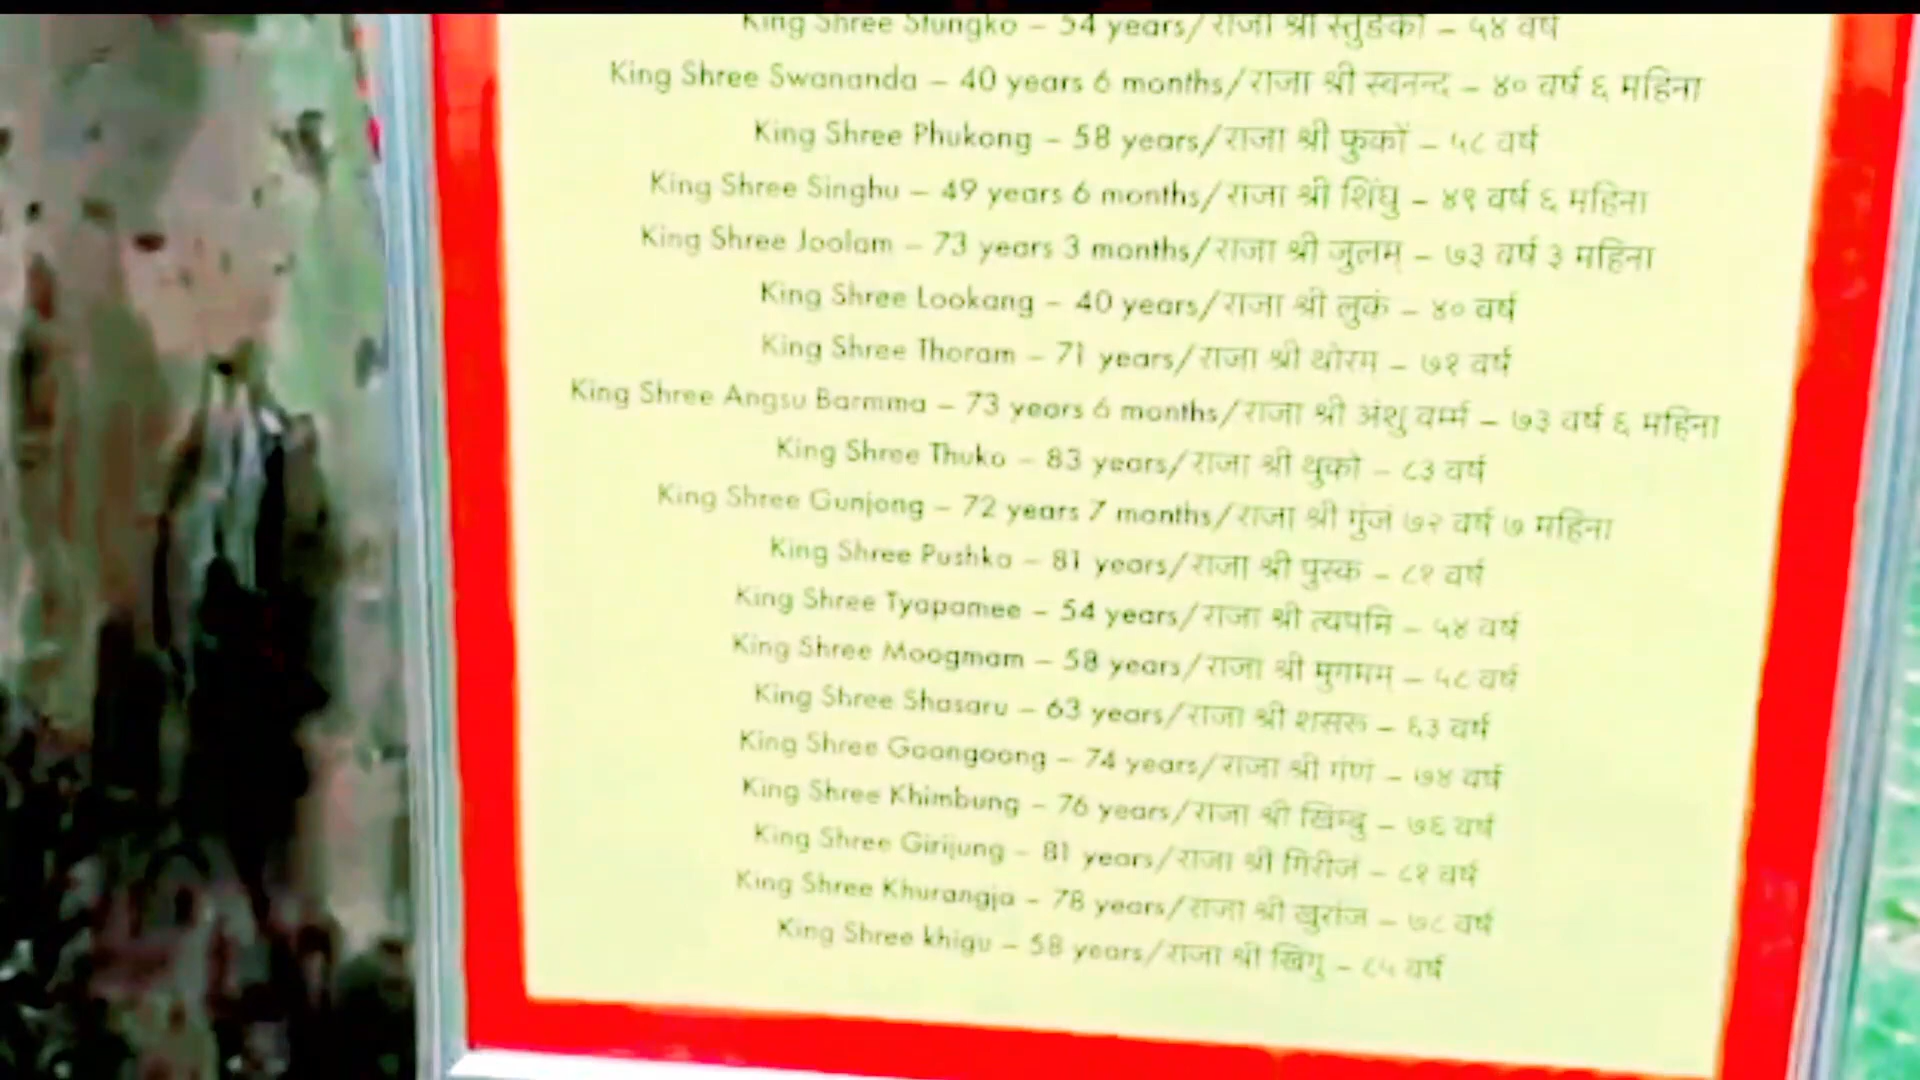 King Shree Stungko – 54 years/राजा श्री स्तुङको – ५४ वर्ष
King Shree Swananda – 40 years 6 months/राजा श्री स्वनन्द – ४० वर्ष ६ महिना
King Shree Phukong – 58 years/राजा श्री फुकों – ५८ वर्ष
King Shree Singhu – 49 years 6 months/राजा श्री शिंघु – ४९ वर्ष ६ महिना
King Shree Joolam – 73 years 3 months/राजा श्री जुलम् – ७३ वर्ष ३ महिना
King Shree Lookang – 40 years/राजा श्री लुकं – ४० वर्ष
King Shree Thoram – 71 years/राजा श्री थोरम – ७१ वर्ष
King Shree Angsu Barmma – 73 years 6 months/राजा श्री अंशु वर्म्म – ७३ वर्ष ६ महिना
King Shree Thuko – 83 years/राजा श्री थुको – ८३ वर्ष
King Shree Gunjong – 72 years 7 months/राजा श्री गुंजं ७२ वर्ष ७ महिना
King Shree Pushka – 81 years/राजा श्री पुस्क – ८१ वर्ष
King Shree Tyapamee – 54 years/राजा श्री त्यपमि – ५४ वर्ष
King Shree Moogmam – 58 years/राजा श्री मुगमम् – ५८ वर्ष
King Shree Shasaru – 63 years/राजा श्री शसरु – ६३ वर्ष
King Shree Goongoong – 74 years/राजा श्री गंणं – ७४ वर्ष
King Shree Khimbung – 76 years/राजा श्री खिम्बु – ७६ वर्ष
King Shree Girijung – 81 years/राजा श्री गिरीजं – ८१ वर्ष
King Shree Khurangja – 78 years/राजा श्री खुरांज – ७८ वर्ष
King Shree khigu – 58 years/राजा श्री खिगु – ८५ वर्ष